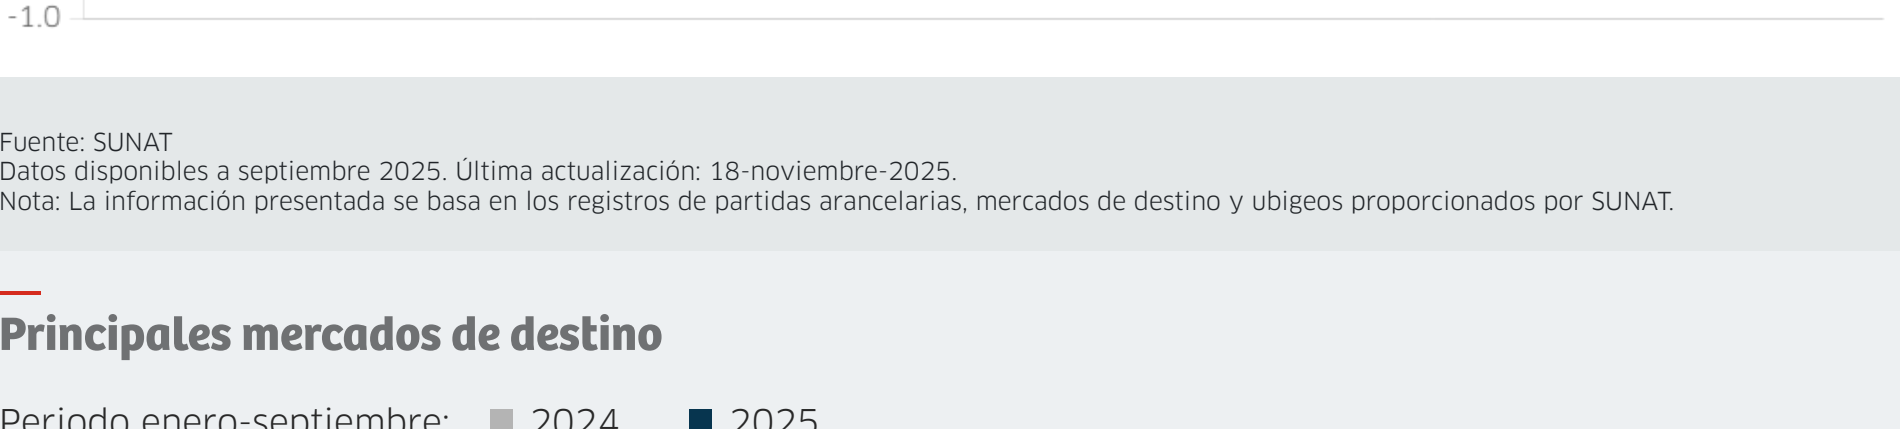 -1.0
Fuente: SUNAT
Datos disponibles a septiembre 2025. Última actualización: 18-noviembre-2025.
Nota: La información presentada se basa en los registros de partidas arancelarias, mercados de destino y ubigeos proporcionados por SUNAT.
Principales mercados de destino
Periodo enero-septiembre: 2024 2025